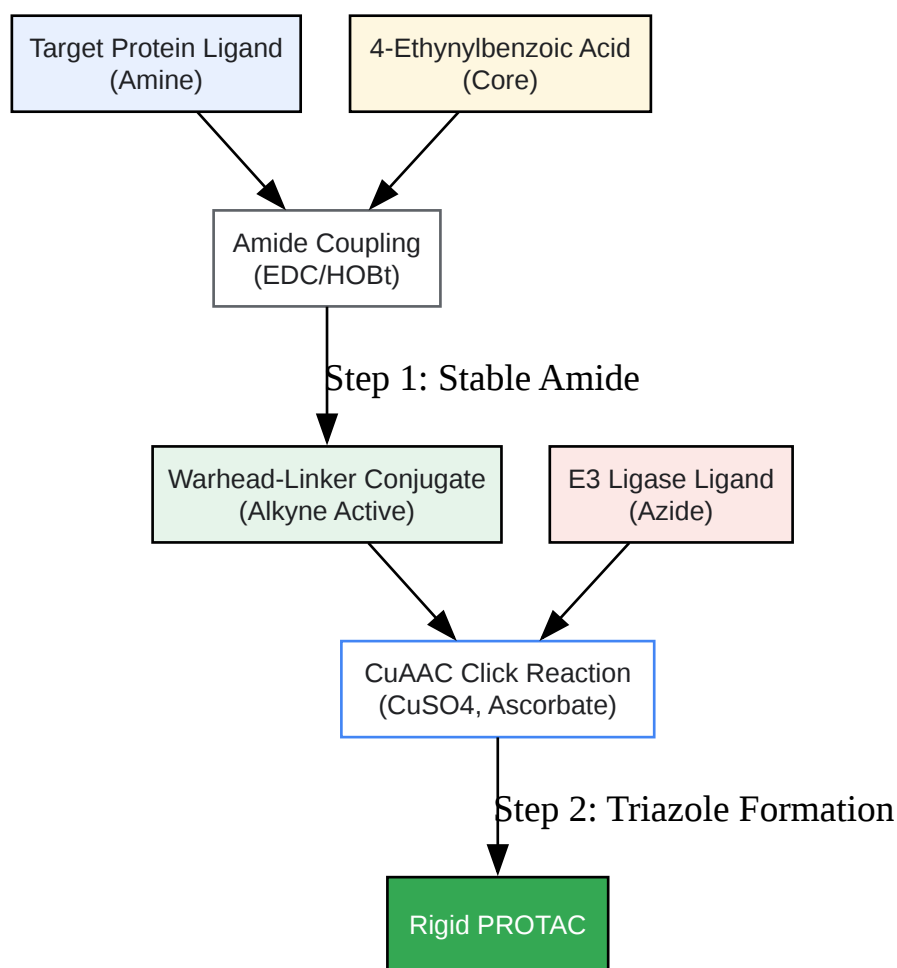 Target Protein Ligand
(Amine)
4-Ethynylbenzoic Acid
(Core)
Amide Coupling
(EDC/HOBt)
Step 1: Stable Amide
Warhead-Linker Conjugate
(Alkyne Active)
E3 Ligase Ligand
(Azide)
CuAAC Click Reaction
(CuSO4, Ascorbate)
Step 2: Triazole Formation
Rigid PROTAC